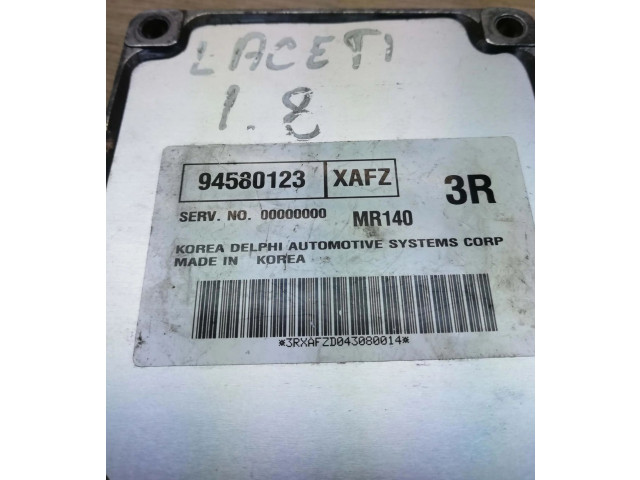 LACETI
1.8
94580123 XAFZ 3R
SERV. NO. 00000000 MR140
KOREA DELPHI AUTOMOTIVE SYSTEMS CORP
MADE IN KOREA
*3RXAFZD043080014*